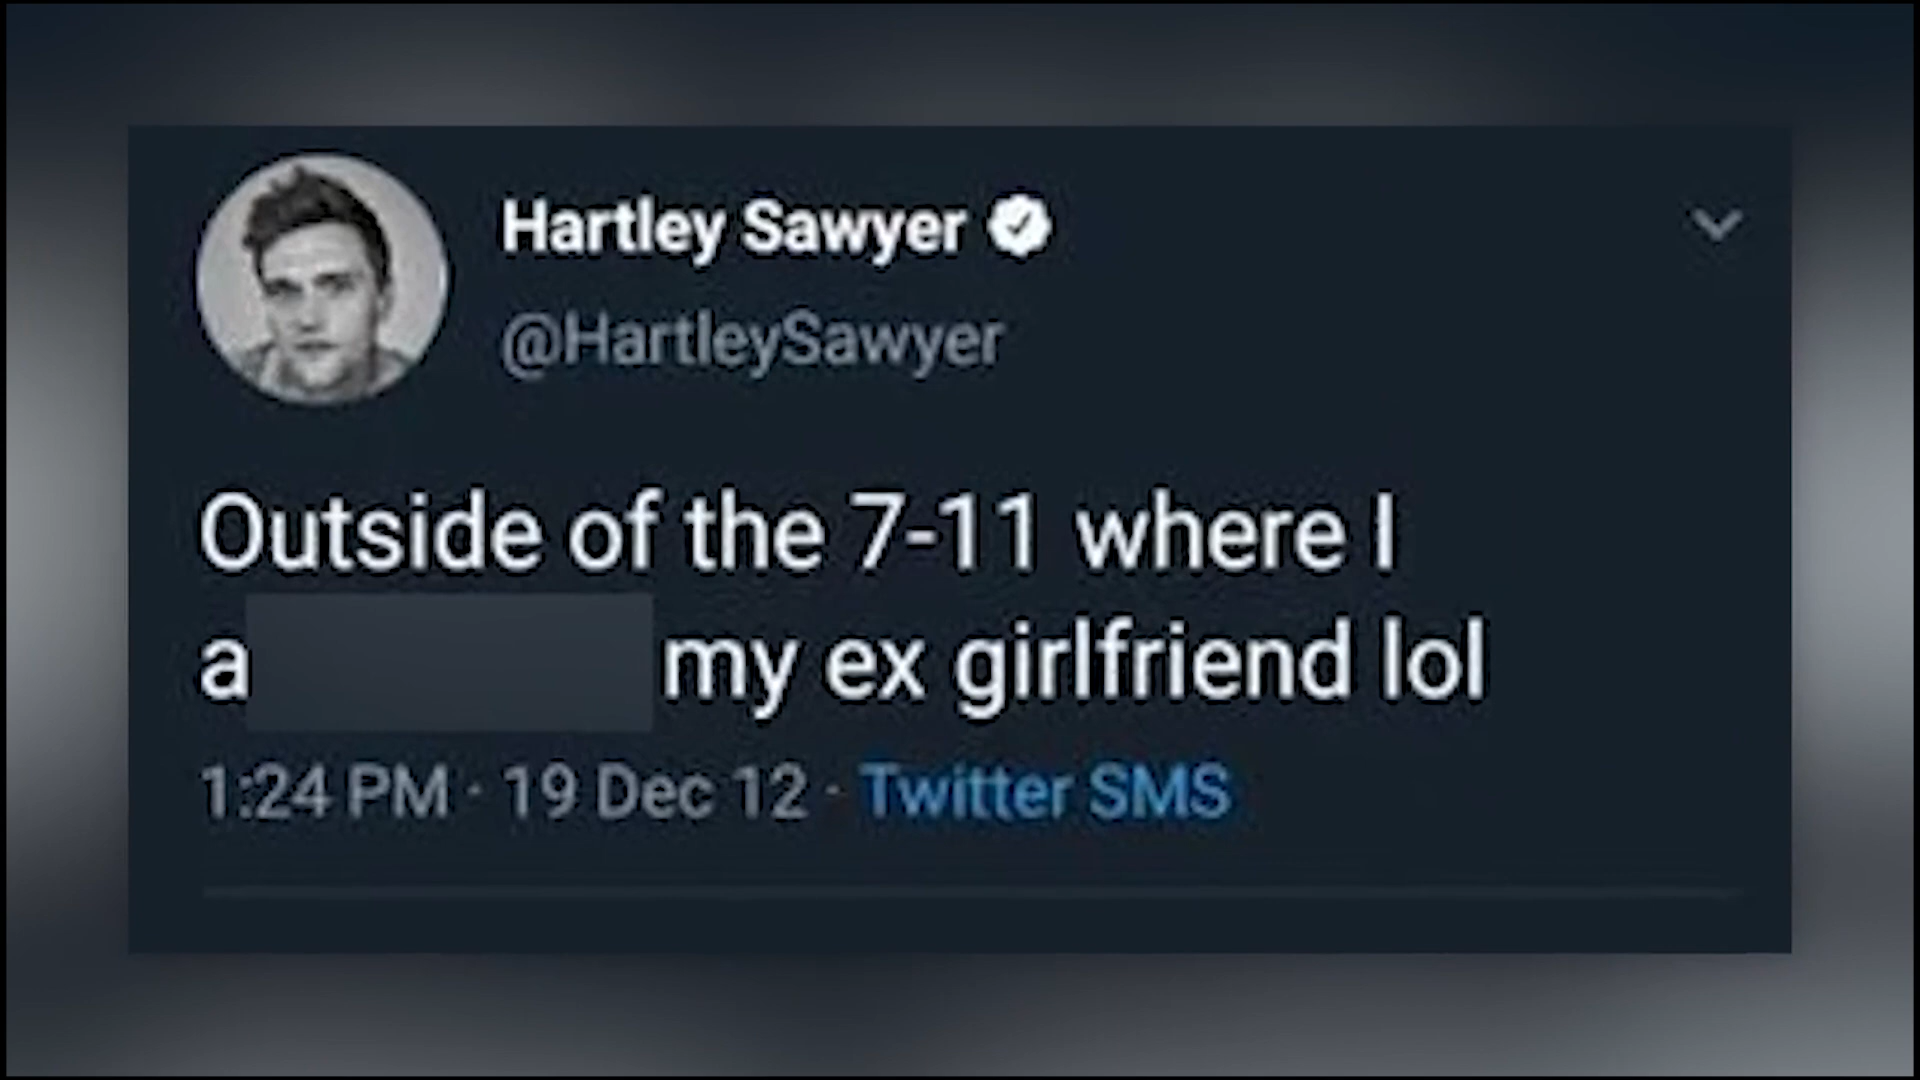 Hartley Sawyer
@HartleySawyer
Outside of the 7-11 where I
a my ex girlfriend lol
1:24 PM · 19 Dec 12 · Twitter SMS